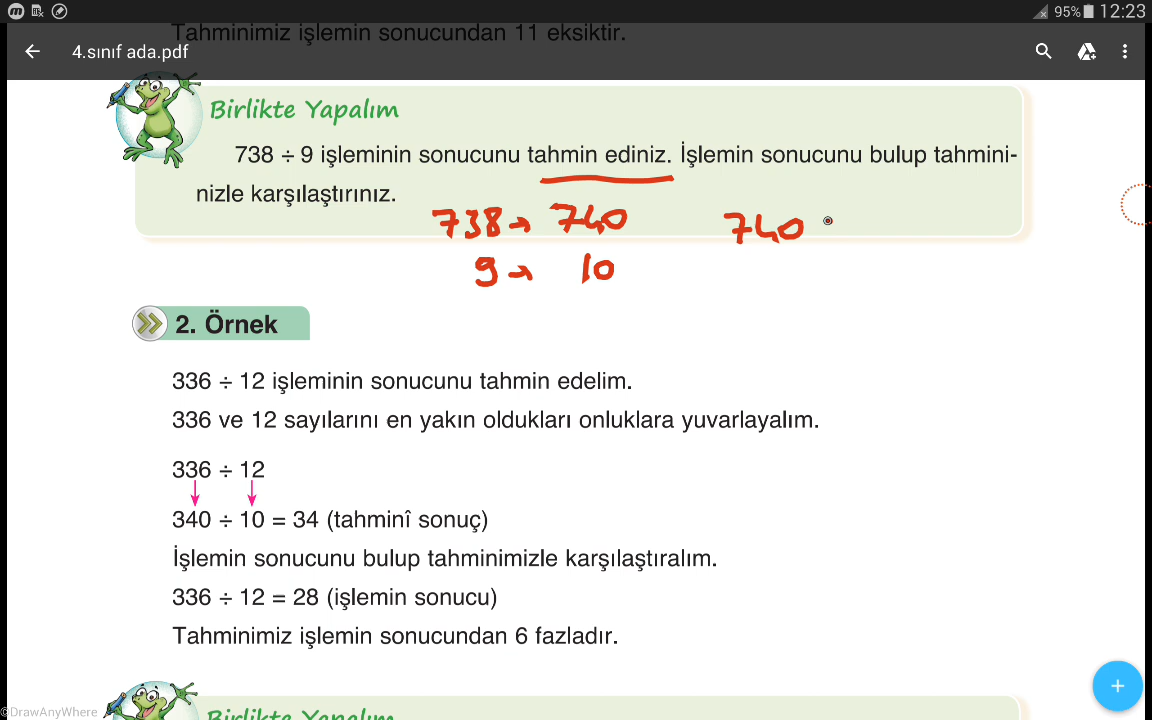 95% 12:23
Tahminimiz işlemin sonucundan 11 eksiktir.
4.sınıf ada.pdf
Birlikte Yapalım
738 ÷ 9 işleminin sonucunu tahmin ediniz. İşlemin sonucunu bulup tahmini-
nizle karşılaştırınız.
738 → 740 740
9 → 10
2. Örnek
336 ÷ 12 işleminin sonucunu tahmin edelim.
336 ve 12 sayılarını en yakın oldukları onluklara yuvarlayalım.
336 ÷ 12
340 ÷ 10 = 34 (tahminî sonuç)
İşlemin sonucunu bulup tahminimizle karşılaştıralım.
336 ÷ 12 = 28 (işlemin sonucu)
Tahminimiz işlemin sonucundan 6 fazladır.
Birlikte Yapalım
©DrawAnyWhere